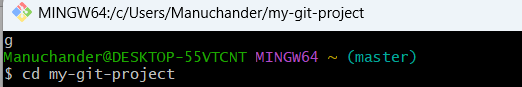 MINGW64:/c/Users/Manuchander/my-git-project
g
Manuchander@DESKTOP-55VTCNT MINGW64 ~ (master)
$ cd my-git-project